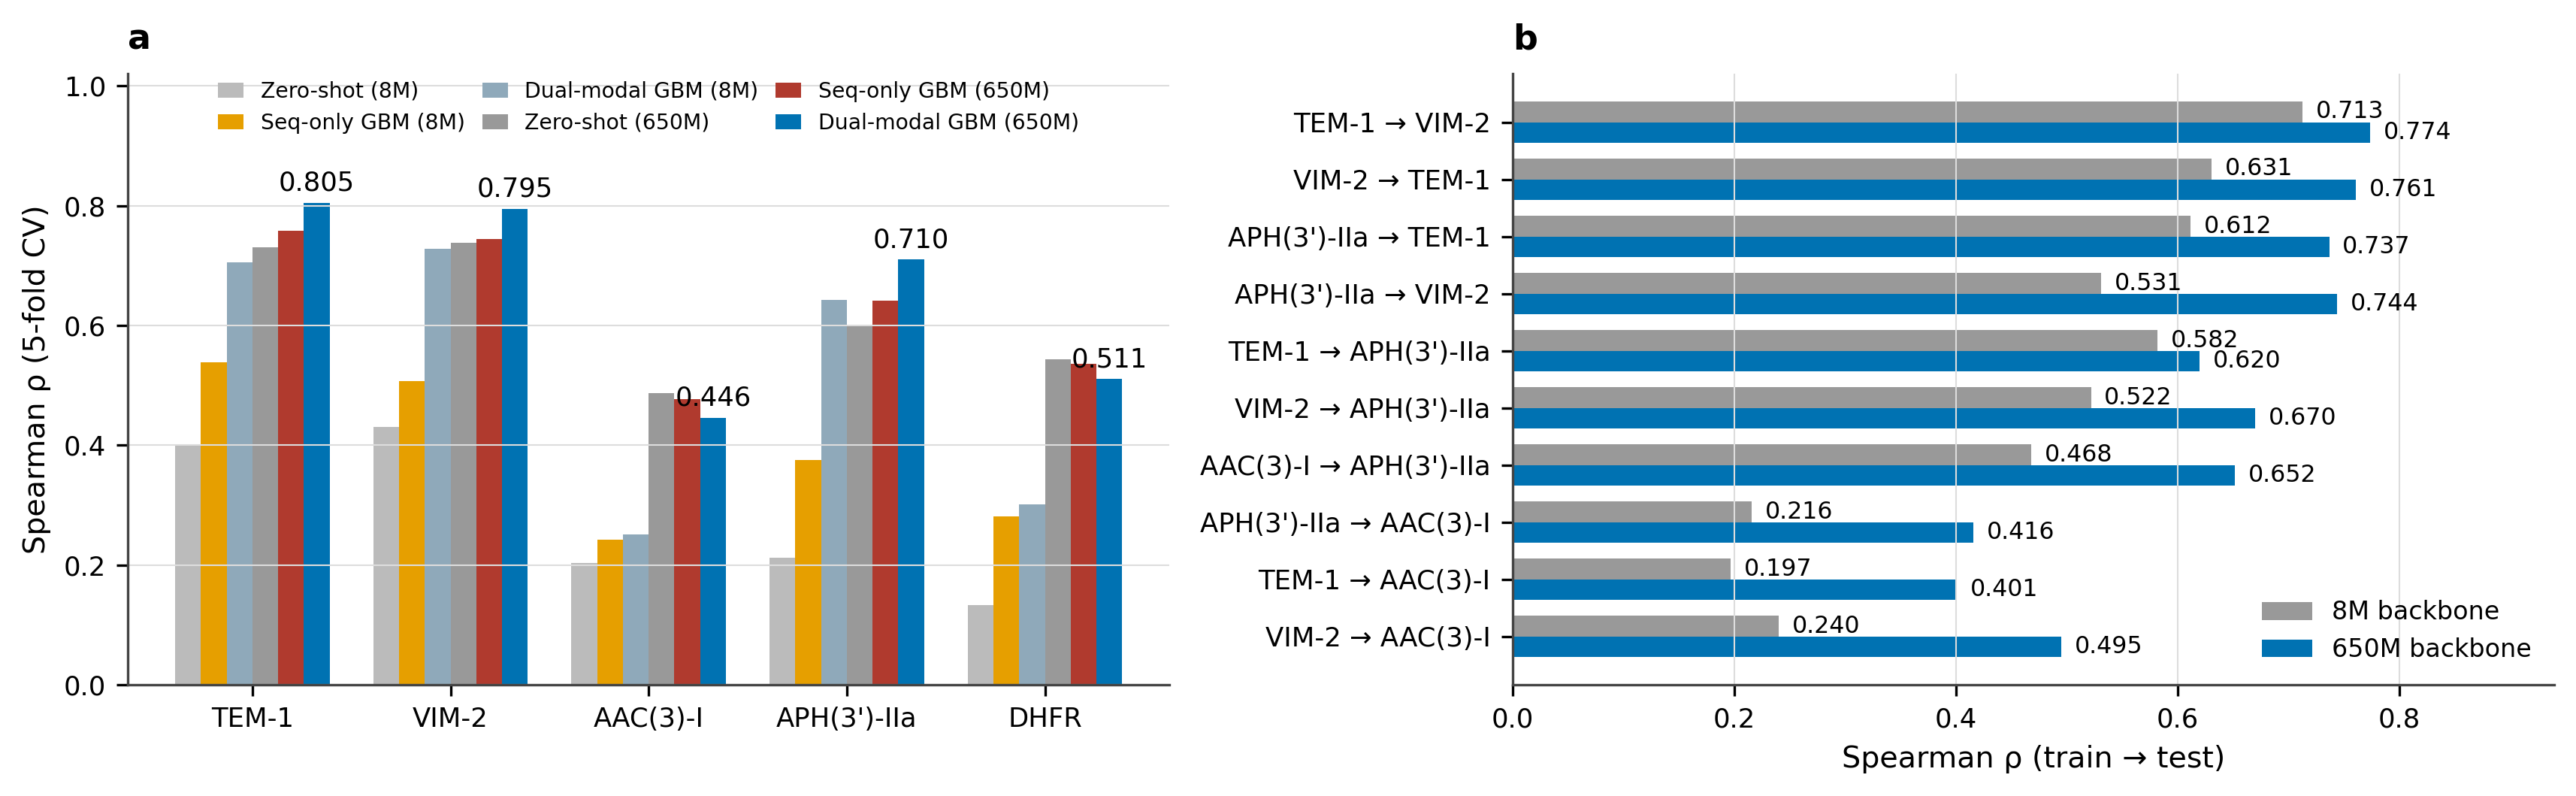 a
Spearman ρ (5-fold CV)
1.0
0.8
0.6
0.4
0.2
0.0
Zero-shot (8M)
Seq-only GBM (8M)
Dual-modal GBM (8M)
Zero-shot (650M)
Seq-only GBM (650M)
Dual-modal GBM (650M)
0.805
0.795
0.446
0.710
0.511
TEM-1
VIM-2
AAC(3)-I
APH(3')-IIa
DHFR
b
TEM-1 → VIM-2
0.713
0.774
VIM-2 → TEM-1
0.631
0.761
APH(3')-IIa → TEM-1
0.612
0.737
APH(3')-IIa → VIM-2
0.531
0.744
TEM-1 → APH(3')-IIa
0.582
0.620
VIM-2 → APH(3')-IIa
0.522
0.670
AAC(3)-I → APH(3')-IIa
0.468
0.652
APH(3')-IIa → AAC(3)-I
0.216
0.416
TEM-1 → AAC(3)-I
0.197
0.401
VIM-2 → AAC(3)-I
0.240
0.495
8M backbone
650M backbone
0.0
0.2
0.4
0.6
0.8
Spearman ρ (train → test)